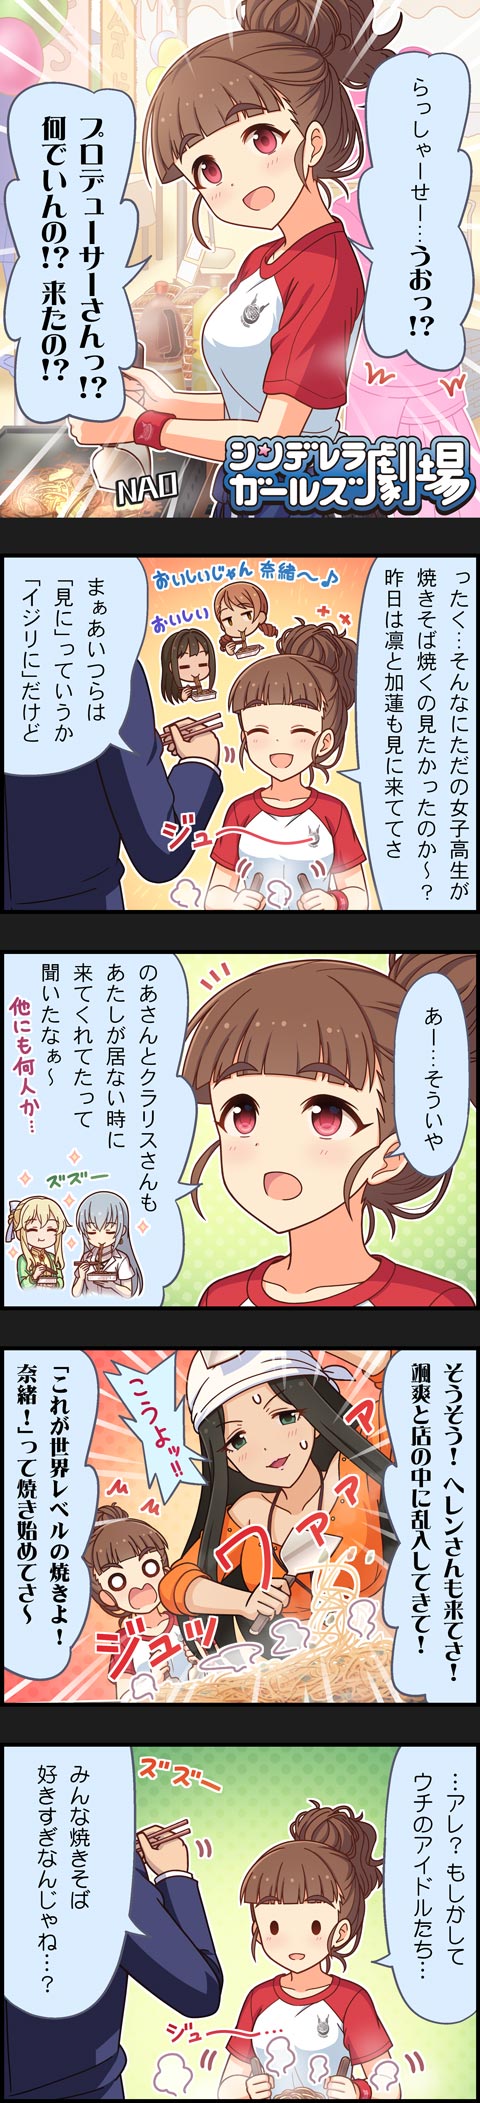 らっしゃーせー…うおっ!?
プロデューサーさんっ!?
何でいんの!? 来たの!?
NAO
シンデレラ
ガールズ劇場
ったく…そんなにただの女子高生が
焼きそば焼くの見たかったのか〜?
昨日は凛と加蓮も見に来ててさ
おいしいじゃん 奈緒〜♪
おいしい
まぁあいつらは
「見に」っていうか
「イジりに」だけど
ジュー
あー…そういや
のあさんとクラリスさんも
あたしが居ない時に
来てくれてたって
聞いたなぁ〜
他にも何人か…
ズズー
そうそう! ヘレンさんも来てさ!
颯爽と店の中に乱入してきて!
こうよッ!!
ワァァァ
ジュッ
「これが世界レベルの焼きよ!
奈緒!」って焼き始めてさ〜
…アレ? もしかして
ウチのアイドルたち…
ズズー
みんな焼きそば
好きすぎなんじゃね…?
ジュー…